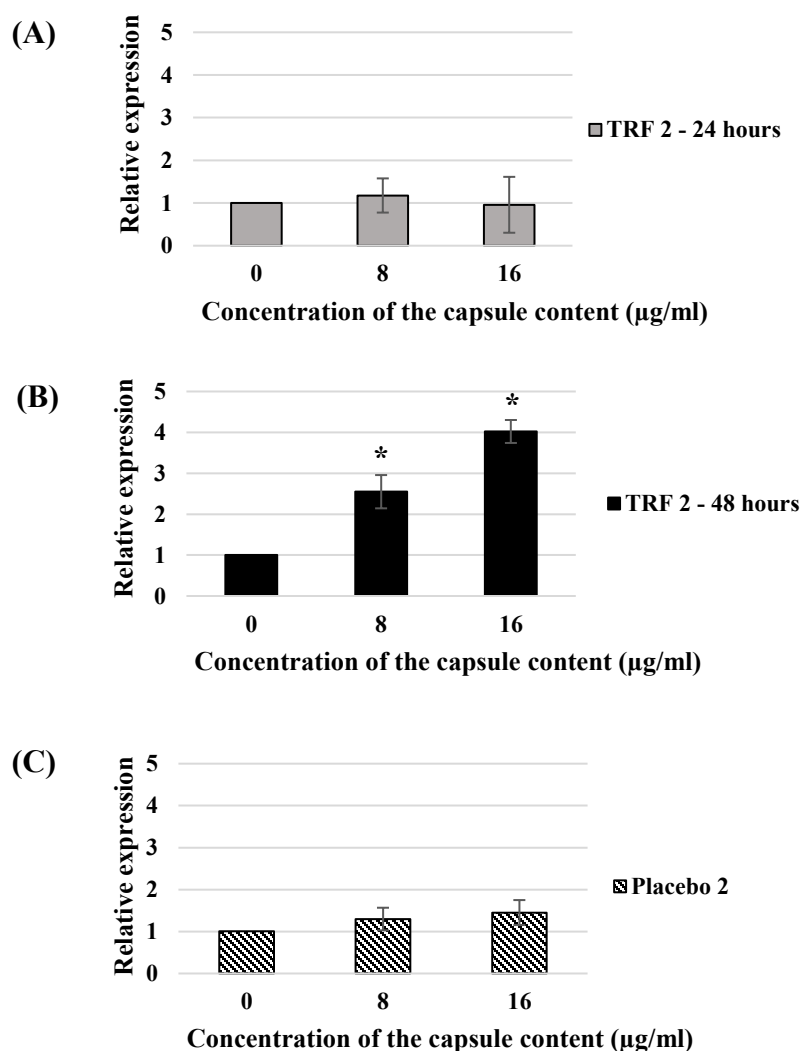 (A)
5
4
3
2
1
0
Relative expression
0 8 16
Concentration of the capsule content (µg/ml)
TRF 2 - 24 hours
(B)
5
4
3
2
1
0
Relative expression
*
*
0 8 16
Concentration of the capsule content (µg/ml)
TRF 2 - 48 hours
(C)
5
4
3
2
1
0
Relative expression
0 8 16
Concentration of the capsule content (µg/ml)
Placebo 2